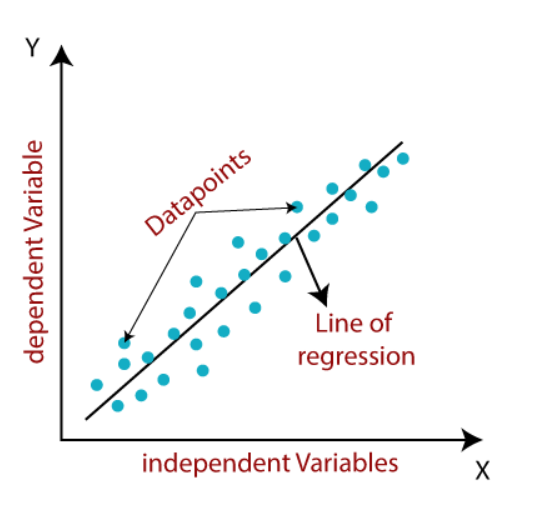 Y
dependent Variable
Datapoints
Line of
regression
independent Variables
X